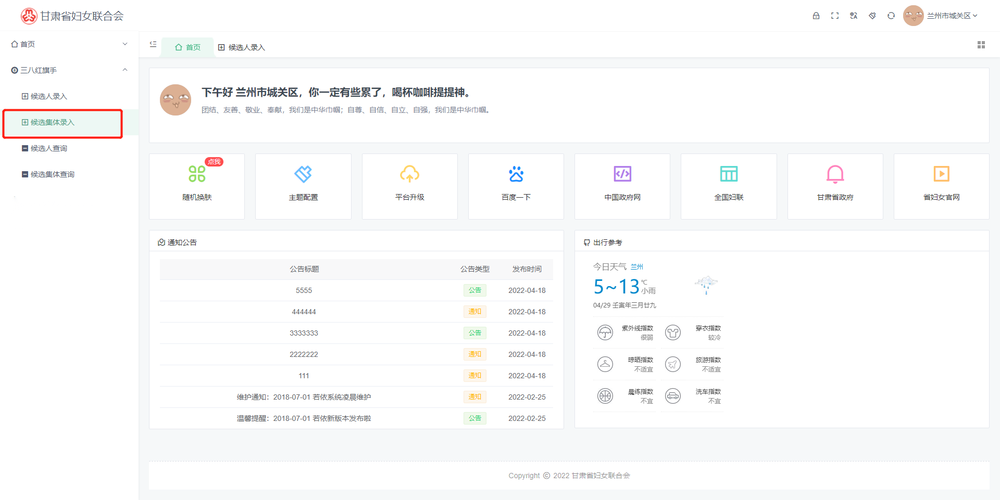 甘肃省妇女联合会
兰州市城关区
首页
三八红旗手
候选人录入
候选集体录入
候选人查询
候选集体查询
首页
候选人录入
下午好 兰州市城关区，你一定有些累了，喝杯咖啡提提神。
团结、友善、敬业、奉献，我们是中华巾帼；自尊、自信、自立、自强，我们是中华巾帼。
点我
随机换肤
主题配置
平台升级
百度一下
中国政府网
全国妇联
甘肃省政府
省妇女官网
通知公告
公告标题 公告类型 发布时间
5555 公告 2022-04-18
444444 通知 2022-04-18
3333333 公告 2022-04-18
2222222 通知 2022-04-18
111 通知 2022-04-18
维护通知：2018-07-01 若依系统凌晨维护 通知 2022-02-25
温馨提醒：2018-07-01 若依新版本发布啦 公告 2022-02-25
出行参考
今日天气 兰州
5~13℃
小雨
04/29 壬寅年三月廿九
紫外线指数
很弱
穿衣指数
较冷
晾晒指数
不适宜
旅游指数
不适宜
晨练指数
不宜
洗车指数
不宜
Copyright © 2022 甘肃省妇女联合会